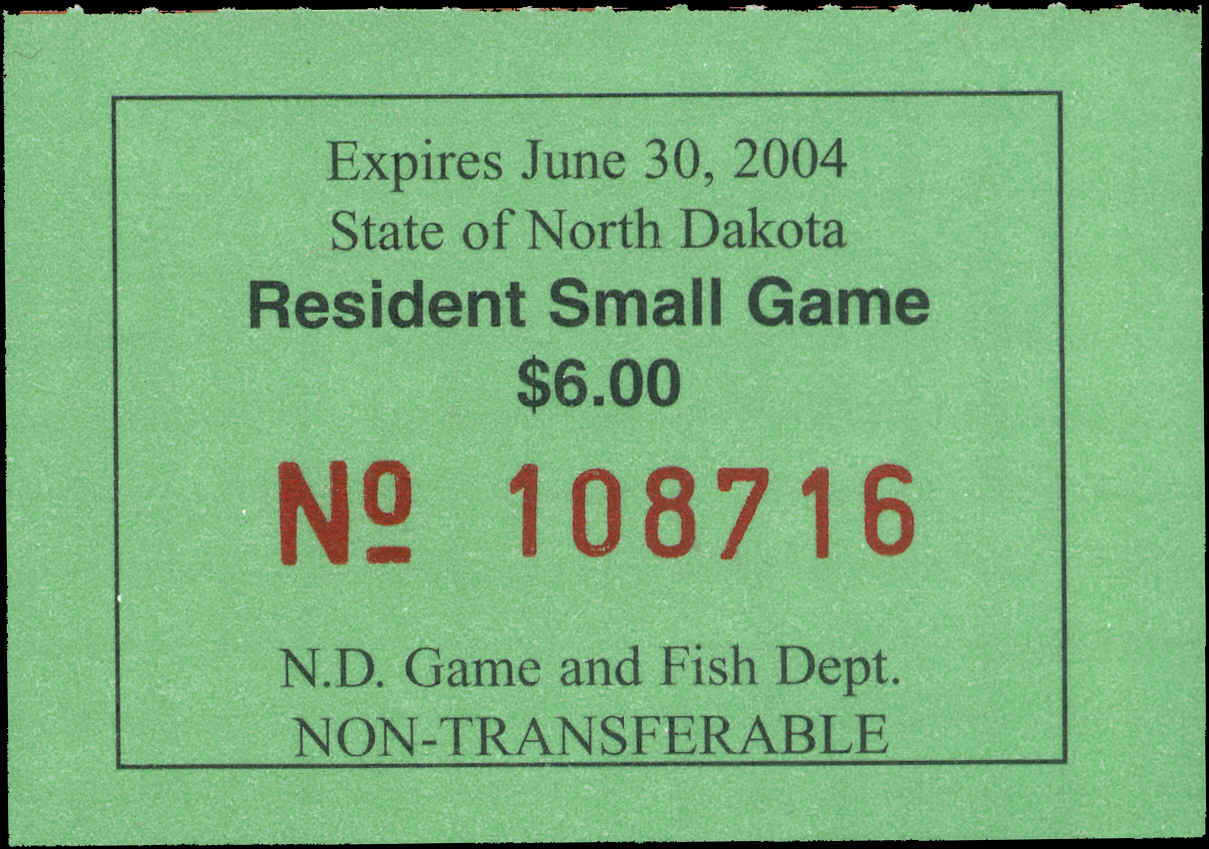 Expires June 30, 2004
State of North Dakota
Resident Small Game
$6.00
Nº 108716
N.D. Game and Fish Dept.
NON-TRANSFERABLE